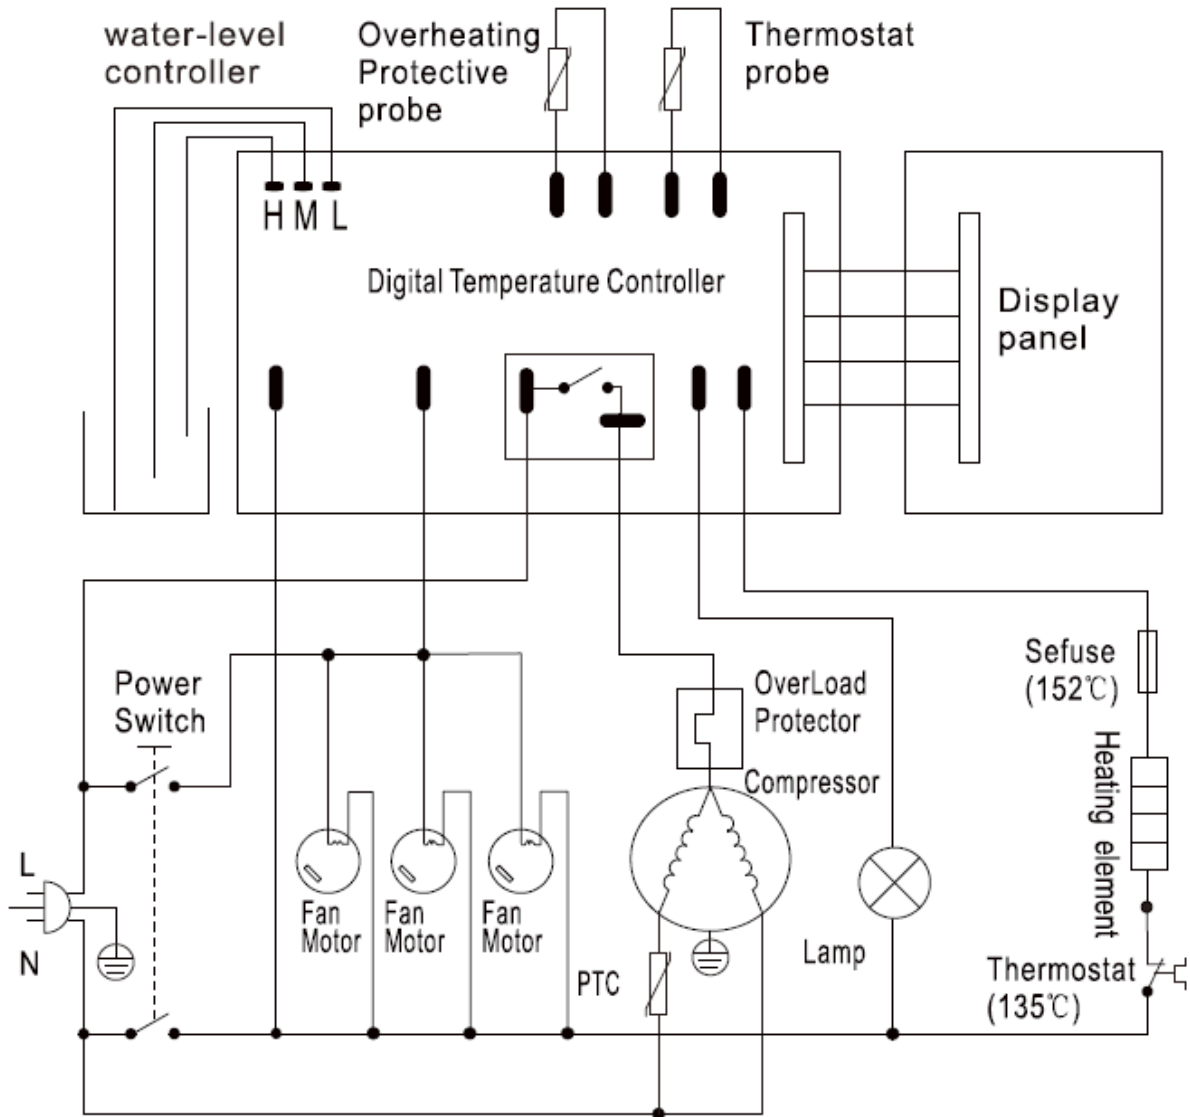 water-level
controller
Overheating
Protective
probe
Thermostat
probe
H M L
Digital Temperature Controller
Display
panel
Power
Switch
OverLoad
Protector
Sefuse
(152℃)
Compressor
Heating element
L
N
Fan
Motor
Fan
Motor
Fan
Motor
PTC
Lamp
Thermostat
(135℃)